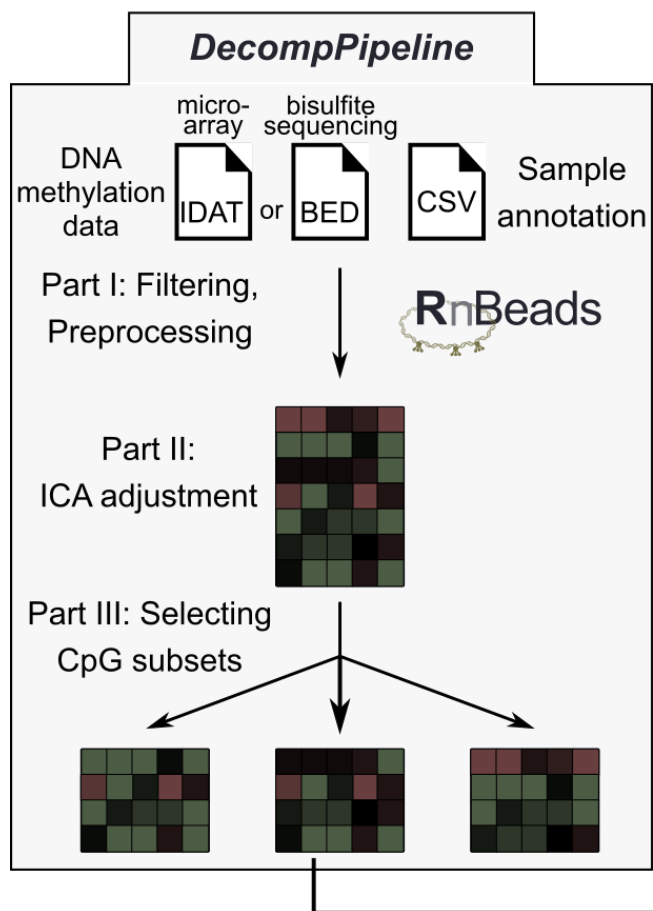 DecompPipeline
micro-
array
bisulfite
sequencing
DNA
methylation
data
IDAT
or
BED
CSV
Sample
annotation
Part I: Filtering,
Preprocessing
RnBeads
Part II:
ICA adjustment
Part III: Selecting
CpG subsets